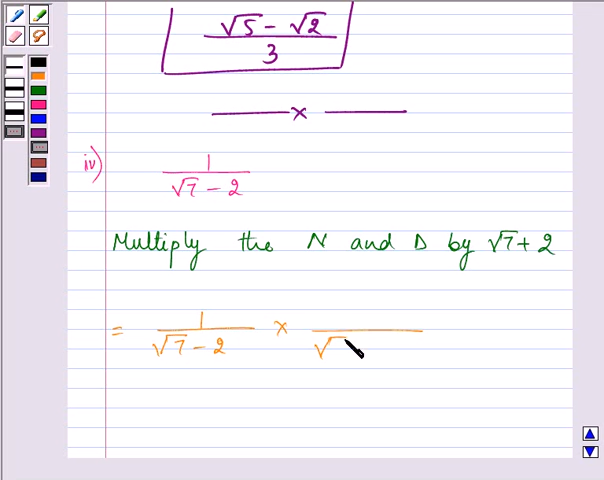 √5 - √2
3
x
iv) 1
√7 - 2
Multiply the N and D by √7 + 2
= 1 x
√7 - 2 √